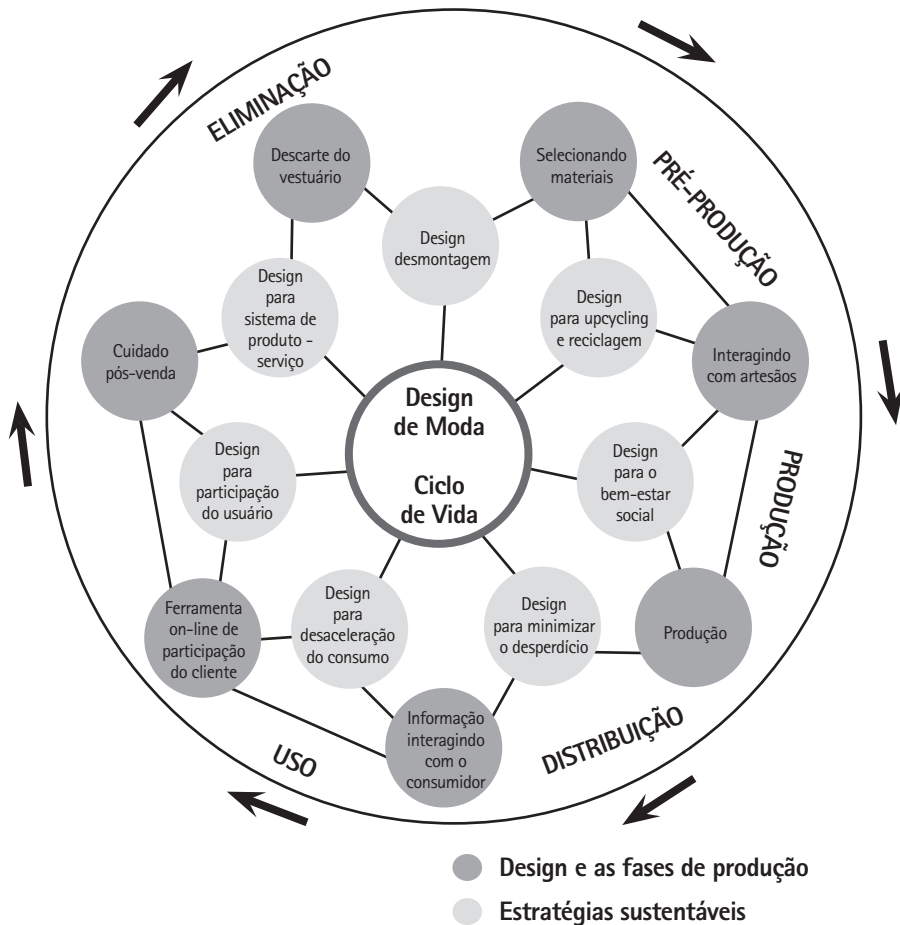 ELIMINAÇÃO
PRÉ-PRODUÇÃO
PRODUÇÃO
DISTRIBUIÇÃO
USO
Descarte do
vestuário
Selecionando
materiais
Design
desmontagem
Design
para
sistema de
produto -
serviço
Design
para upcycling
e reciclagem
Cuidado
pós-venda
Interagindo
com artesãos
Design
de Moda
Ciclo
de Vida
Design
para
participação
do usuário
Design
para o
bem-estar
social
Ferramenta
on-line de
participação
do cliente
Design
para
desaceleração
do consumo
Design
para minimizar
o desperdício
Produção
Informação
interagindo
com o
consumidor
Design e as fases de produção
Estratégias sustentáveis